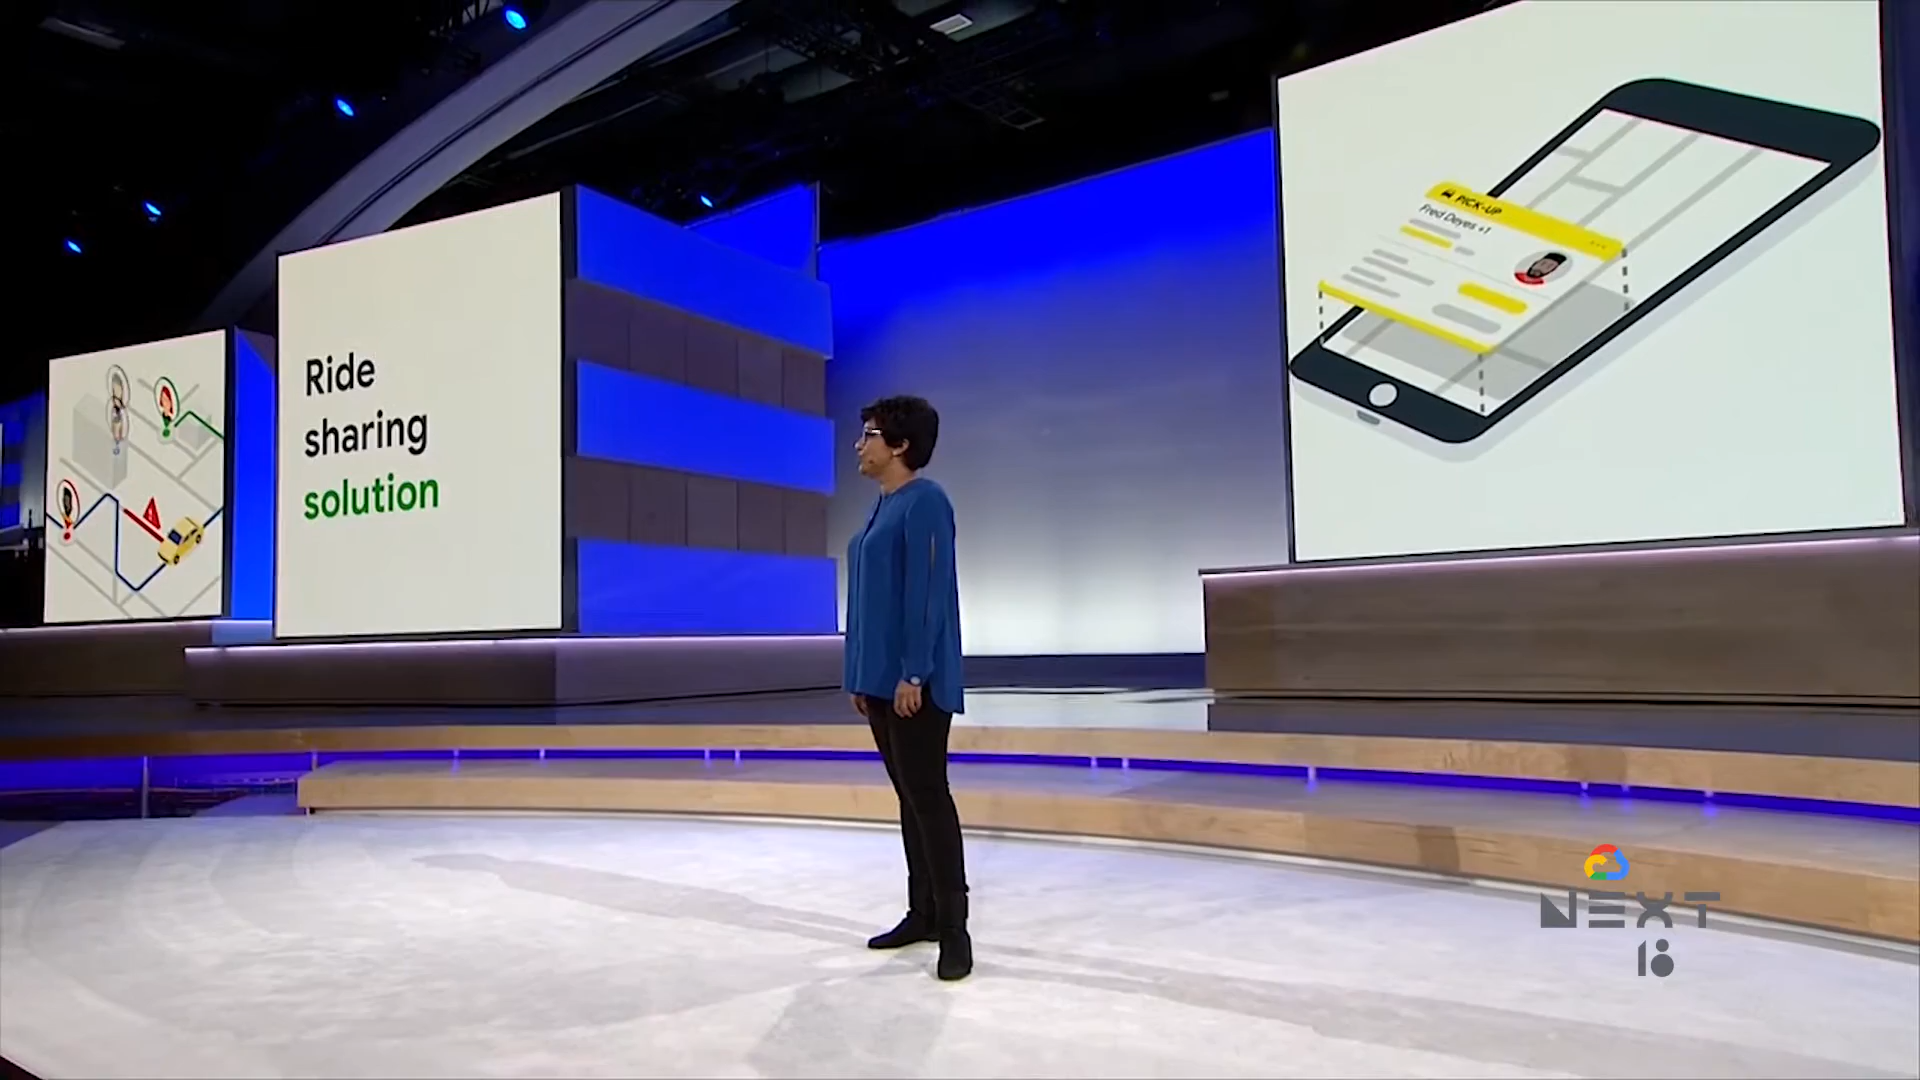 Ride
sharing
solution
PICK-UP
Fred Deyes +1
NEXT
18